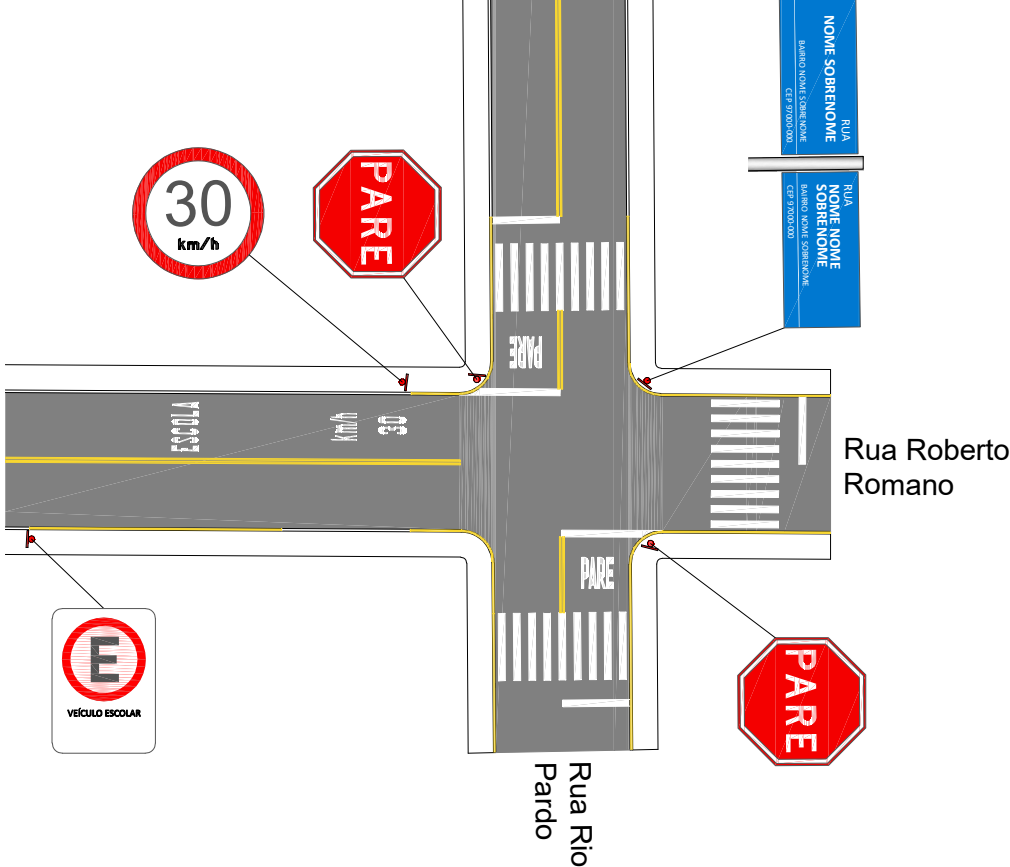 RUA
NOME SOBRENOME
BAIRRO NOME SOBRENOME
CEP 97000-000
RUA
NOME NOME
SOBRENOME
BAIRRO NOME SOBRENOME
CEP 97000-000
30
km/h
PARE
PARE
ESCOLA
km/h
30
Rua Roberto
Romano
PARE
E
VEÍCULO ESCOLAR
PARE
Rua Rio
Pardo